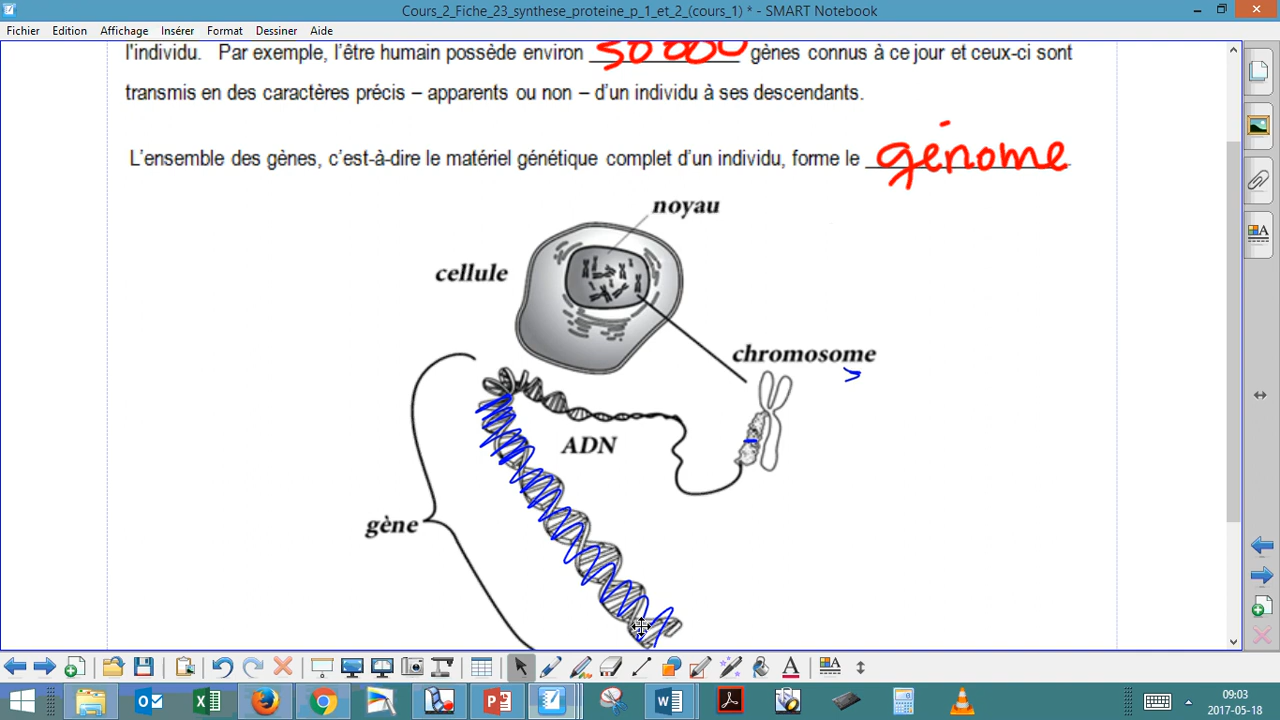 Cours_2_Fiche_23_synthese_proteine_p_1_et_2_(cours_1) * - SMART Notebook
Fichier Edition Affichage Insérer Format Dessiner Aide
l'individu. Par exemple, l'être humain possède environ 30 000 gènes connus à ce jour et ceux-ci sont
transmis en des caractères précis – apparents ou non – d'un individu à ses descendants.
L'ensemble des gènes, c'est-à-dire le matériel génétique complet d'un individu, forme le génome
noyau
cellule
chromosome
ADN
gène
09:03
2017-05-18